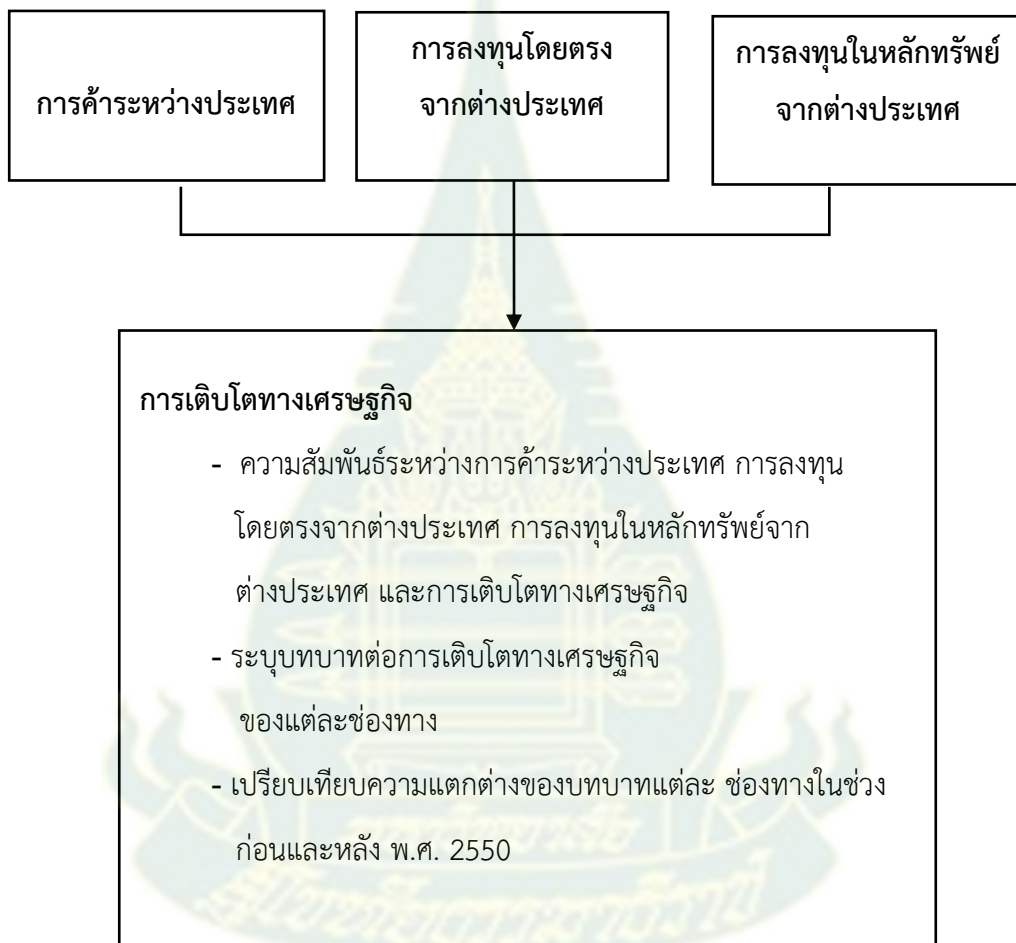 การค้าระหว่างประเทศ
การลงทุนโดยตรง
จากต่างประเทศ
การลงทุนในหลักทรัพย์
จากต่างประเทศ
การเติบโตทางเศรษฐกิจ
- ความสัมพันธ์ระหว่างการค้าระหว่างประเทศ การลงทุน
โดยตรงจากต่างประเทศ การลงทุนในหลักทรัพย์จาก
ต่างประเทศ และการเติบโตทางเศรษฐกิจ
- ระบุบทบาทต่อการเติบโตทางเศรษฐกิจ
ของแต่ละช่องทาง
- เปรียบเทียบความแตกต่างของบทบาทแต่ละ ช่องทางในช่วง
ก่อนและหลัง พ.ศ. 2550